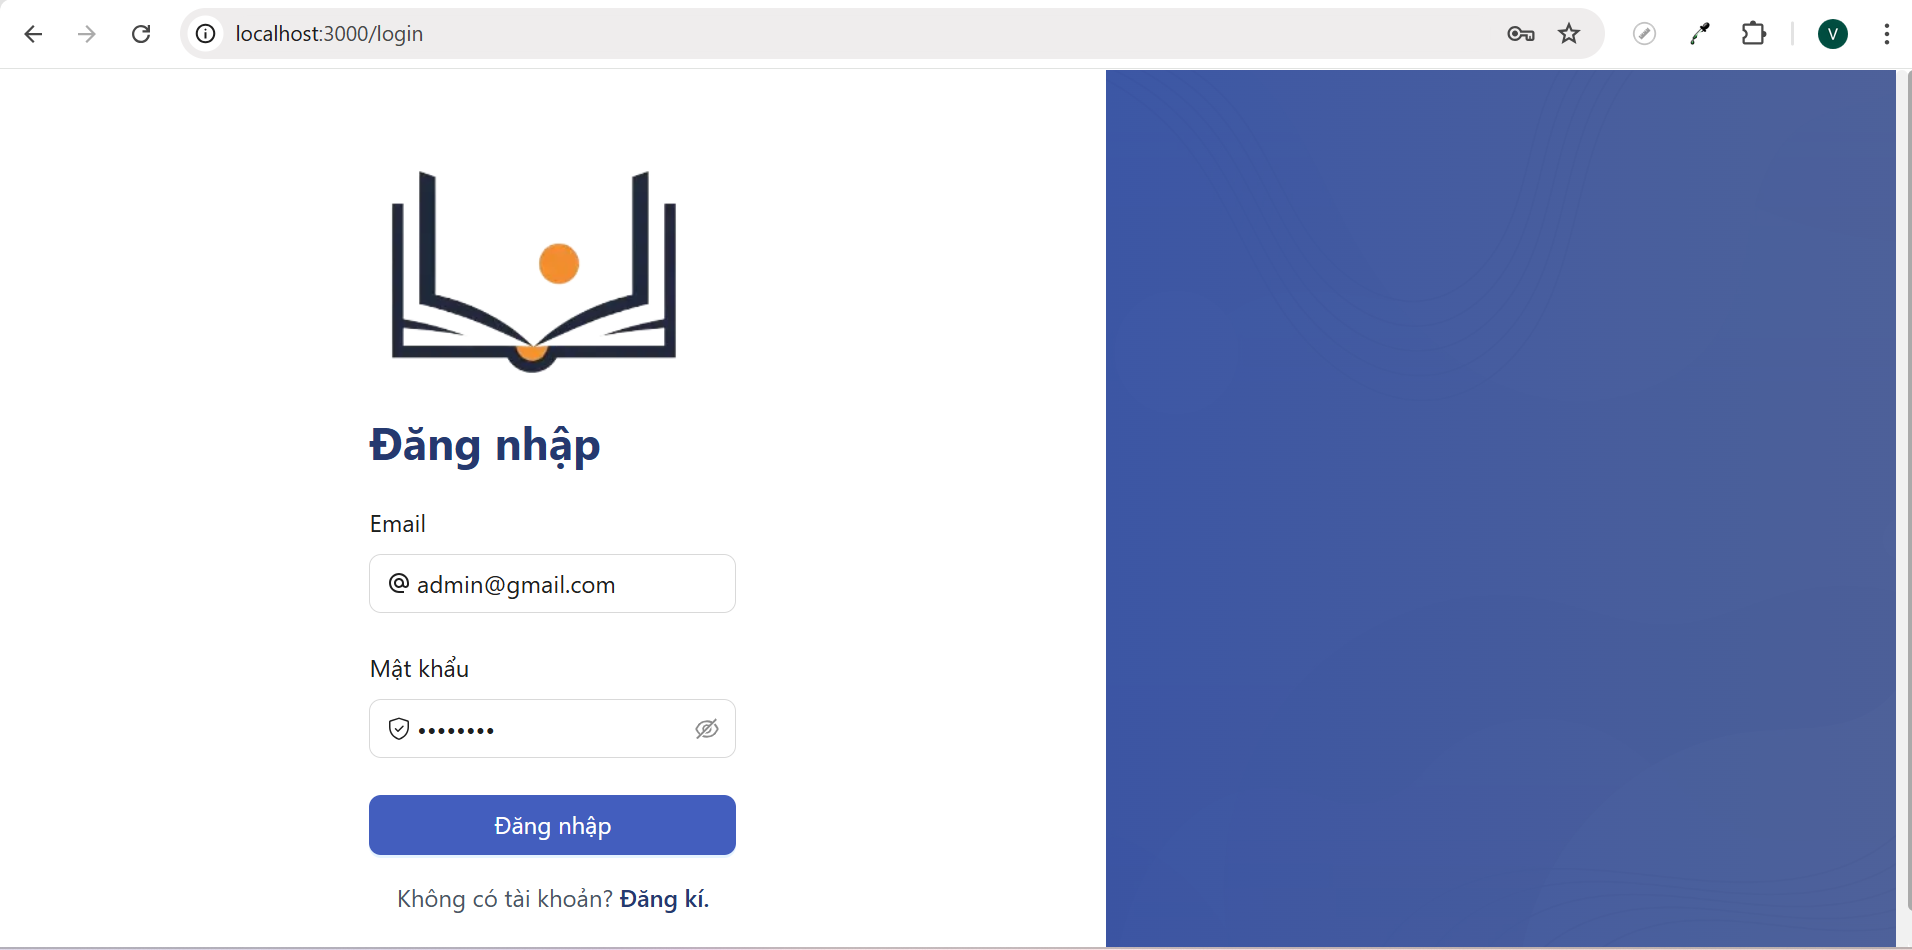 localhost:3000/login
V
Đăng nhập
Email
@ admin@gmail.com
Mật khẩu
••••••••
Đăng nhập
Không có tài khoản? Đăng kí.